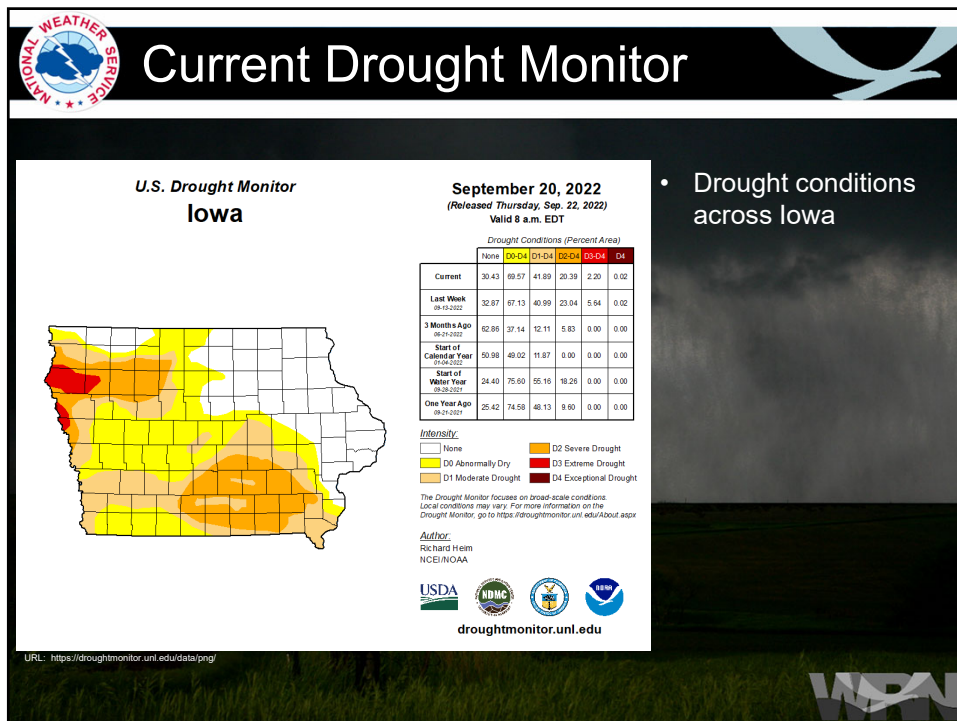 NATIONAL WEATHER SERVICE
Current Drought Monitor
U.S. Drought Monitor
Iowa
September 20, 2022
(Released Thursday, Sep. 22, 2022)
Valid 8 a.m. EDT
Drought Conditions (Percent Area)
None D0-D4 D1-D4 D2-D4 D3-D4 D4
Current 30.43 69.57 41.89 20.39 2.20 0.02
Last Week
09-13-2022 32.87 67.13 40.99 23.04 5.64 0.02
3 Months Ago
06-21-2022 62.86 37.14 12.11 5.83 0.00 0.00
Start of
Calendar Year
01-04-2022 50.98 49.02 11.87 0.00 0.00 0.00
Start of
Water Year
09-28-2021 24.40 75.60 55.16 18.26 0.00 0.00
One Year Ago
09-21-2021 25.42 74.58 48.13 9.60 0.00 0.00
Intensity:
None
D0 Abnormally Dry
D1 Moderate Drought
D2 Severe Drought
D3 Extreme Drought
D4 Exceptional Drought
The Drought Monitor focuses on broad-scale conditions.
Local conditions may vary. For more information on the
Drought Monitor, go to https://droughtmonitor.unl.edu/About.aspx
Author:
Richard Heim
NCEI/NOAA
USDA
NDMC
NOAA
droughtmonitor.unl.edu
• Drought conditions
across Iowa
URL: https://droughtmonitor.unl.edu/data/png/
WRN